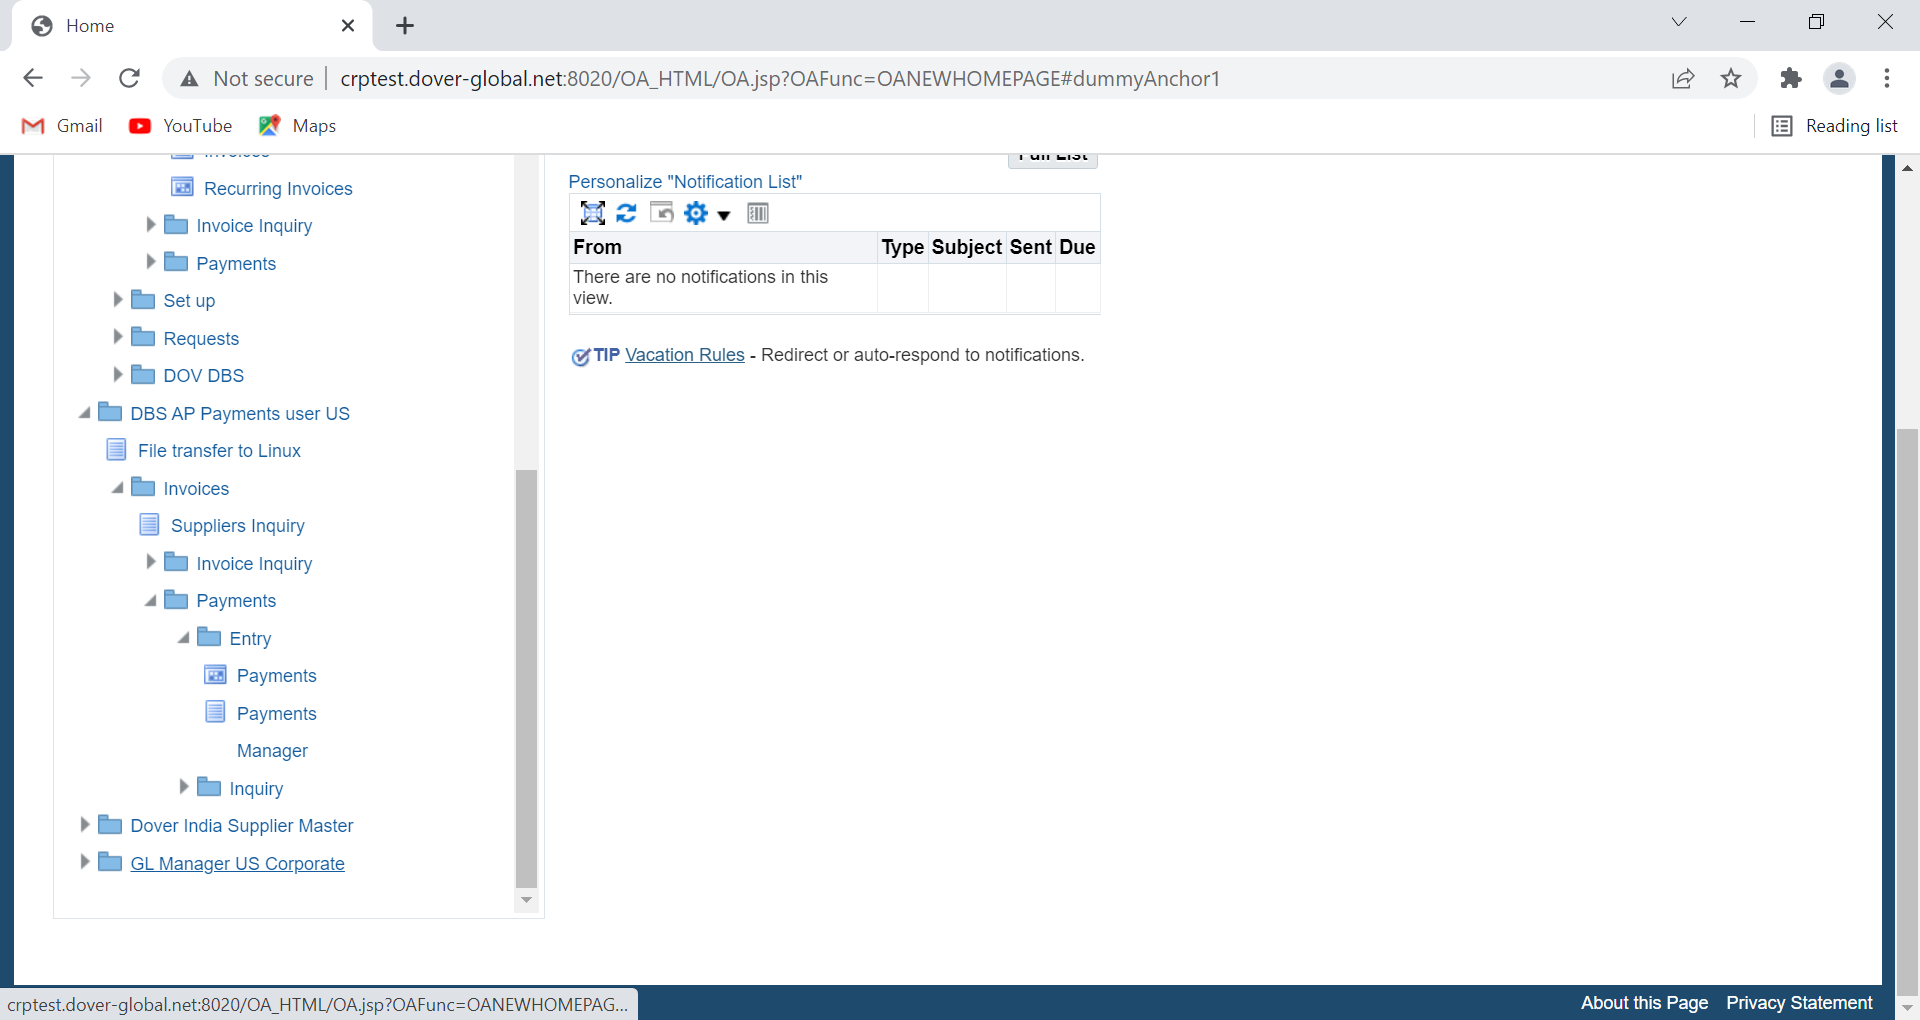 Home
Not secure crptest.dover-global.net:8020/OA_HTML/OA.jsp?OAFunc=OANEWHOMEPAGE#dummyAnchor1
Gmail YouTube Maps Reading list
Invoices
Full List
Recurring Invoices
Personalize "Notification List"
Invoice Inquiry
From Type Subject Sent Due
Payments
There are no notifications in this
view.
Set up
Requests
TIP Vacation Rules - Redirect or auto-respond to notifications.
DOV DBS
DBS AP Payments user US
File transfer to Linux
Invoices
Suppliers Inquiry
Invoice Inquiry
Payments
Entry
Payments
Payments
Manager
Inquiry
Dover India Supplier Master
GL Manager US Corporate
crptest.dover-global.net:8020/OA_HTML/OA.jsp?OAFunc=OANEWHOMEPAG...
About this Page Privacy Statement